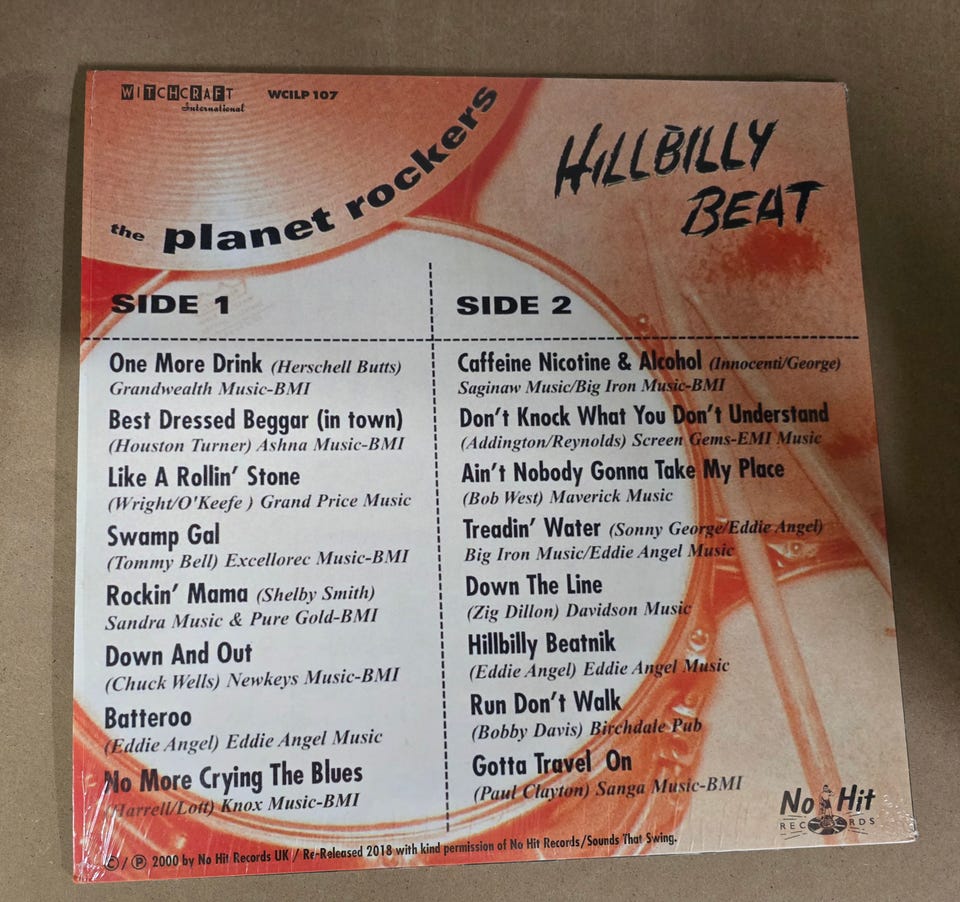 WITCHCRAFT
International
WCILP 107
the planet rockers
HILLBILLY
BEAT
SIDE 1
One More Drink (Herschell Butts)
Grandwealth Music-BMI
Best Dressed Beggar (in town)
(Houston Turner) Ashna Music-BMI
Like A Rollin' Stone
(Wright/O'Keefe ) Grand Price Music
Swamp Gal
(Tommy Bell) Excellorec Music-BMI
Rockin' Mama (Shelby Smith)
Sandra Music & Pure Gold-BMI
Down And Out
(Chuck Wells) Newkeys Music-BMI
Batteroo
(Eddie Angel) Eddie Angel Music
No More Crying The Blues
(Harrell/Lott) Knox Music-BMI
SIDE 2
Caffeine Nicotine & Alcohol (Innocenti/George)
Saginaw Music/Big Iron Music-BMI
Don't Knock What You Don't Understand
(Addington/Reynolds) Screen Gems-EMI Music
Ain't Nobody Gonna Take My Place
(Bob West) Maverick Music
Treadin' Water (Sonny George/Eddie Angel)
Big Iron Music/Eddie Angel Music
Down The Line
(Zig Dillon) Davidson Music
Hillbilly Beatnik
(Eddie Angel) Eddie Angel Music
Run Don't Walk
(Bobby Davis) Birchdale Pub
Gotta Travel On
(Paul Clayton) Sanga Music-BMI
No Hit
RECORDS
©/℗ 2000 by No Hit Records UK / Re-Released 2018 with kind permission of No Hit Records/Sounds That Swing.